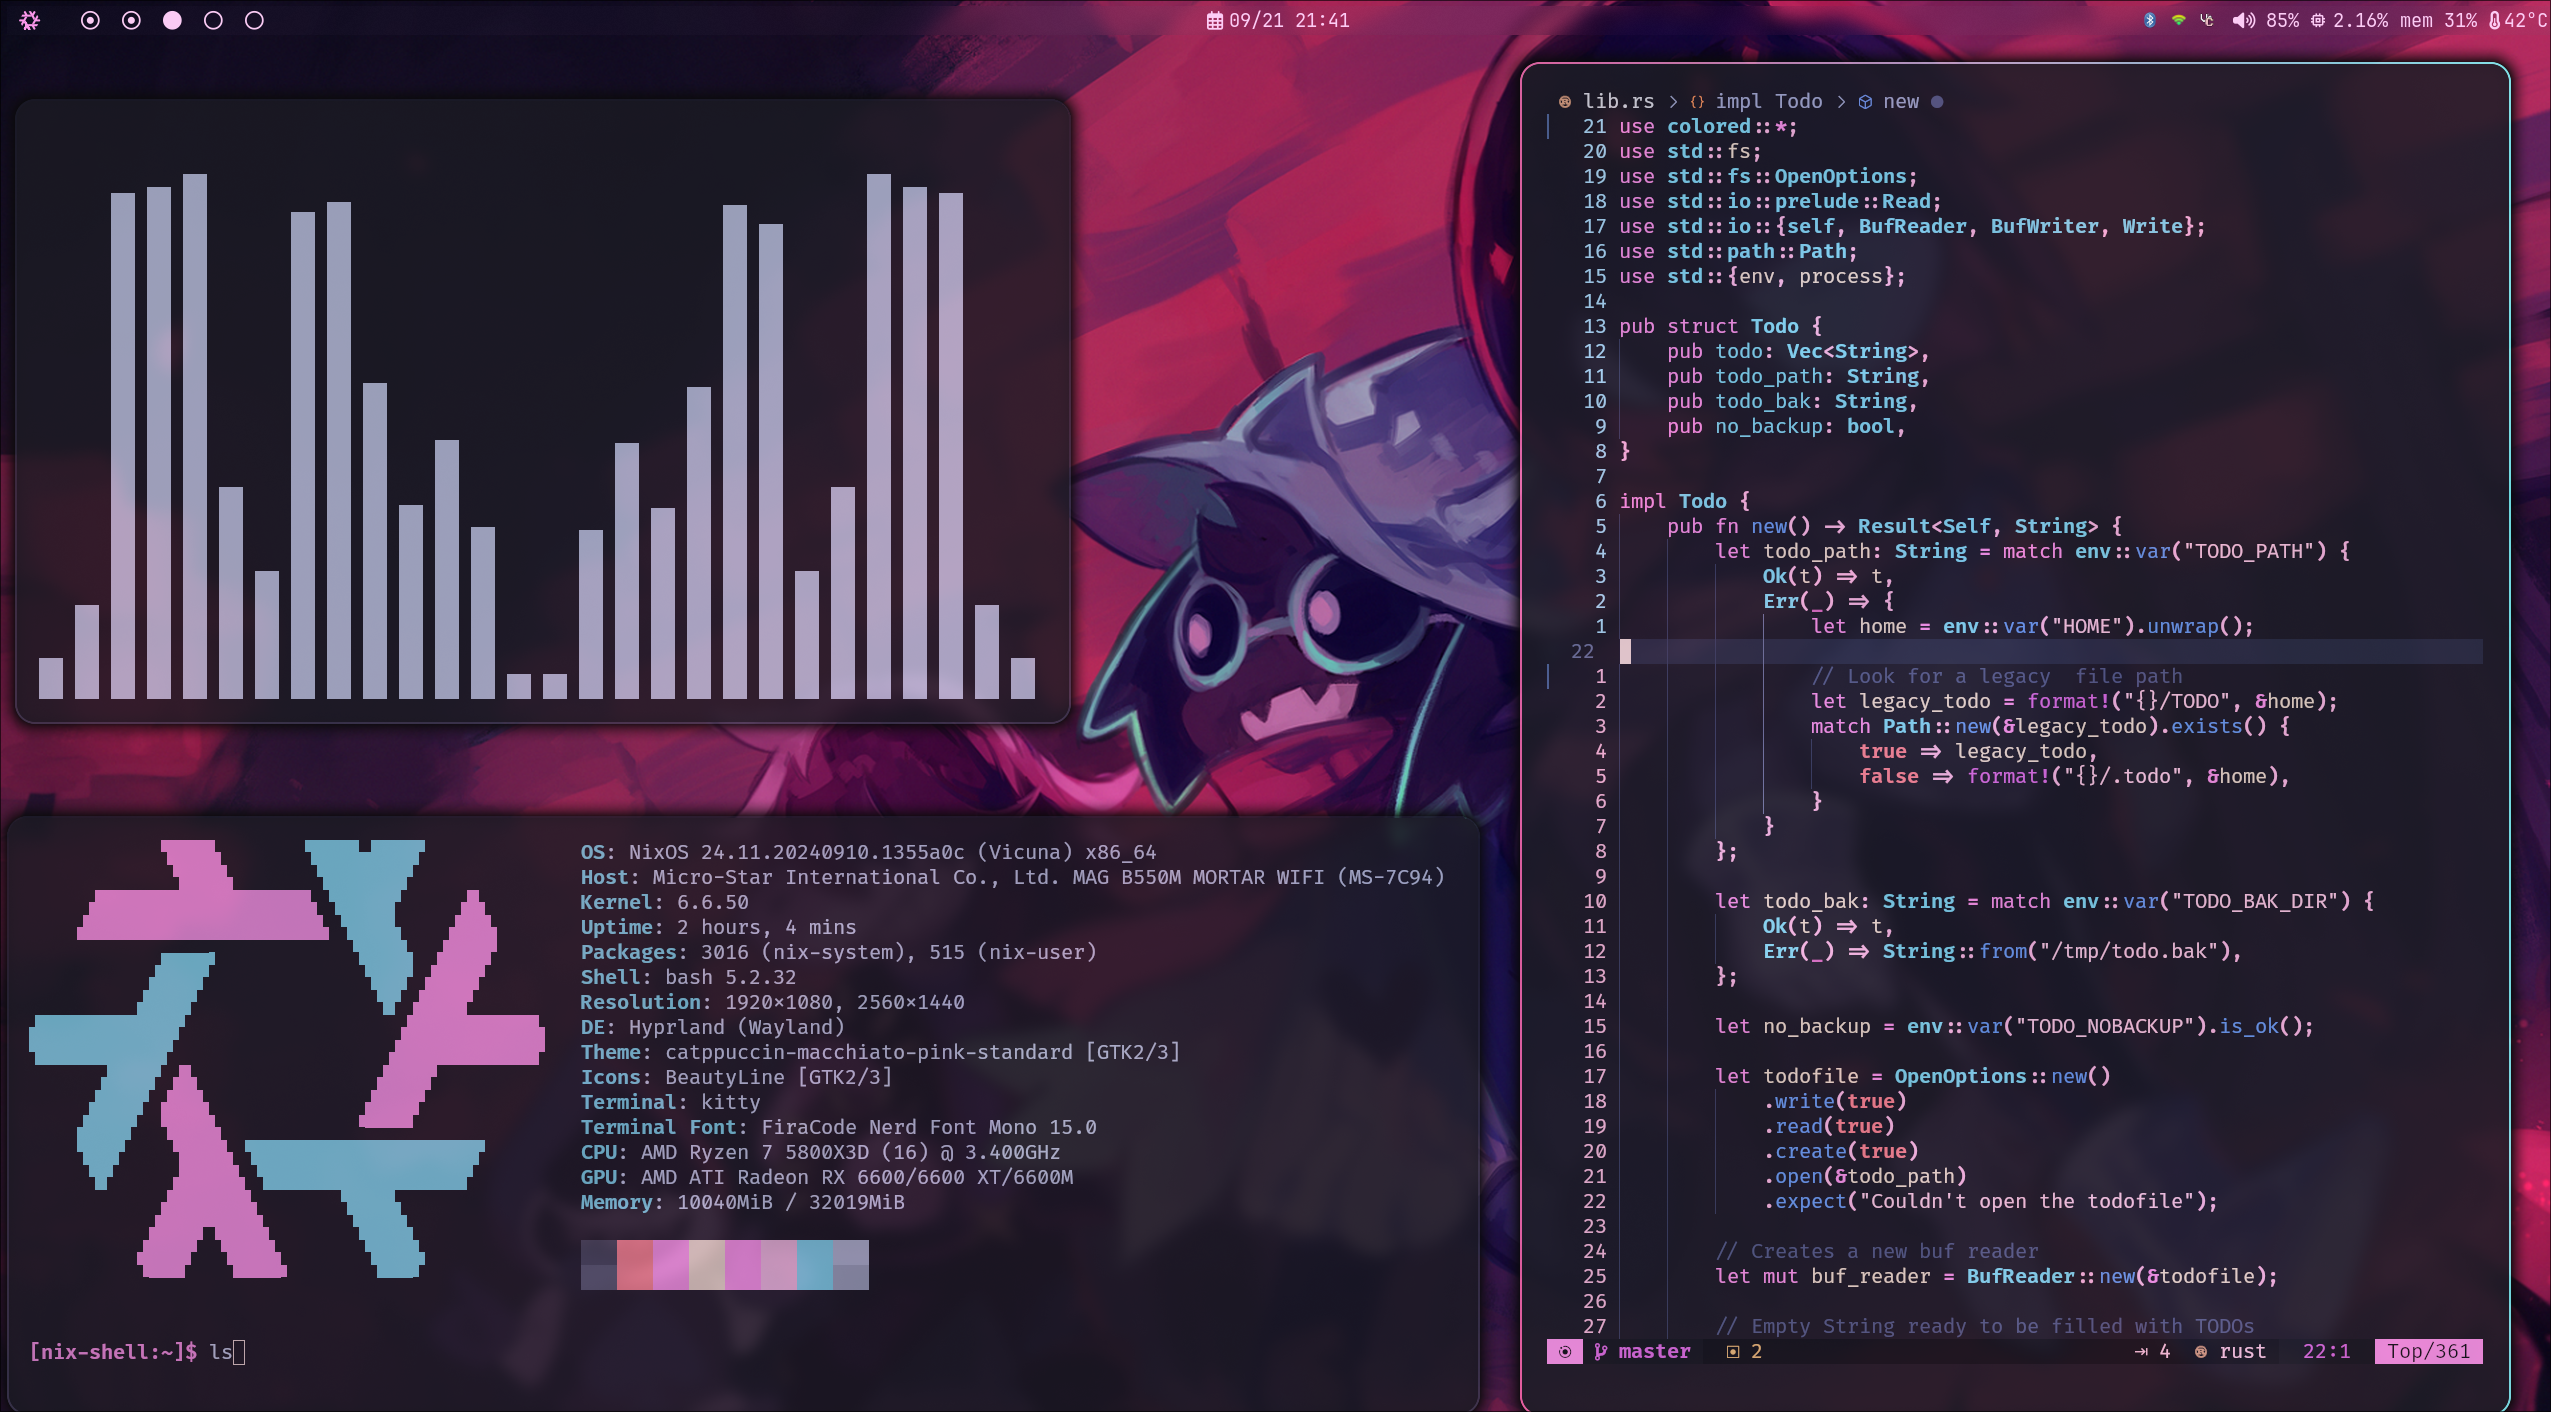 09/21 21:41
85% 2.16% mem 31% 42°C
OS: NixOS 24.11.20240910.1355a0c (Vicuna) x86_64
Host: Micro-Star International Co., Ltd. MAG B550M MORTAR WIFI (MS-7C94)
Kernel: 6.6.50
Uptime: 2 hours, 4 mins
Packages: 3016 (nix-system), 515 (nix-user)
Shell: bash 5.2.32
Resolution: 1920×1080, 2560×1440
DE: Hyprland (Wayland)
Theme: catppuccin-macchiato-pink-standard [GTK2/3]
Icons: BeautyLine [GTK2/3]
Terminal: kitty
Terminal Font: FiraCode Nerd Font Mono 15.0
CPU: AMD Ryzen 7 5800X3D (16) @ 3.400GHz
GPU: AMD ATI Radeon RX 6600/6600 XT/6600M
Memory: 10040MiB / 32019MiB
[nix-shell:~]$ ls
lib.rs > {} impl Todo > new
21 use colored::*;
20 use std::fs;
19 use std::fs::OpenOptions;
18 use std::io::prelude::Read;
17 use std::io::{self, BufReader, BufWriter, Write};
16 use std::path::Path;
15 use std::{env, process};
14
13 pub struct Todo {
12     pub todo: Vec<String>,
11     pub todo_path: String,
10     pub todo_bak: String,
9     pub no_backup: bool,
8 }
7
6 impl Todo {
5     pub fn new() -> Result<Self, String> {
4         let todo_path: String = match env::var("TODO_PATH") {
3             Ok(t) => t,
2             Err(_) => {
1                 let home = env::var("HOME").unwrap();
22
1                 // Look for a legacy  file path
2                 let legacy_todo = format!("{}/TODO", &home);
3                 match Path::new(&legacy_todo).exists() {
4                     true => legacy_todo,
5                     false => format!("{}/.todo", &home),
6                 }
7             }
8         };
9
10         let todo_bak: String = match env::var("TODO_BAK_DIR") {
11             Ok(t) => t,
12             Err(_) => String::from("/tmp/todo.bak"),
13         };
14
15         let no_backup = env::var("TODO_NOBACKUP").is_ok();
16
17         let todofile = OpenOptions::new()
18             .write(true)
19             .read(true)
20             .create(true)
21             .open(&todo_path)
22             .expect("Couldn't open the todofile");
23
24         // Creates a new buf reader
25         let mut buf_reader = BufReader::new(&todofile);
26
27         // Empty String ready to be filled with TODOs
master 2 4 rust 22:1 Top/361